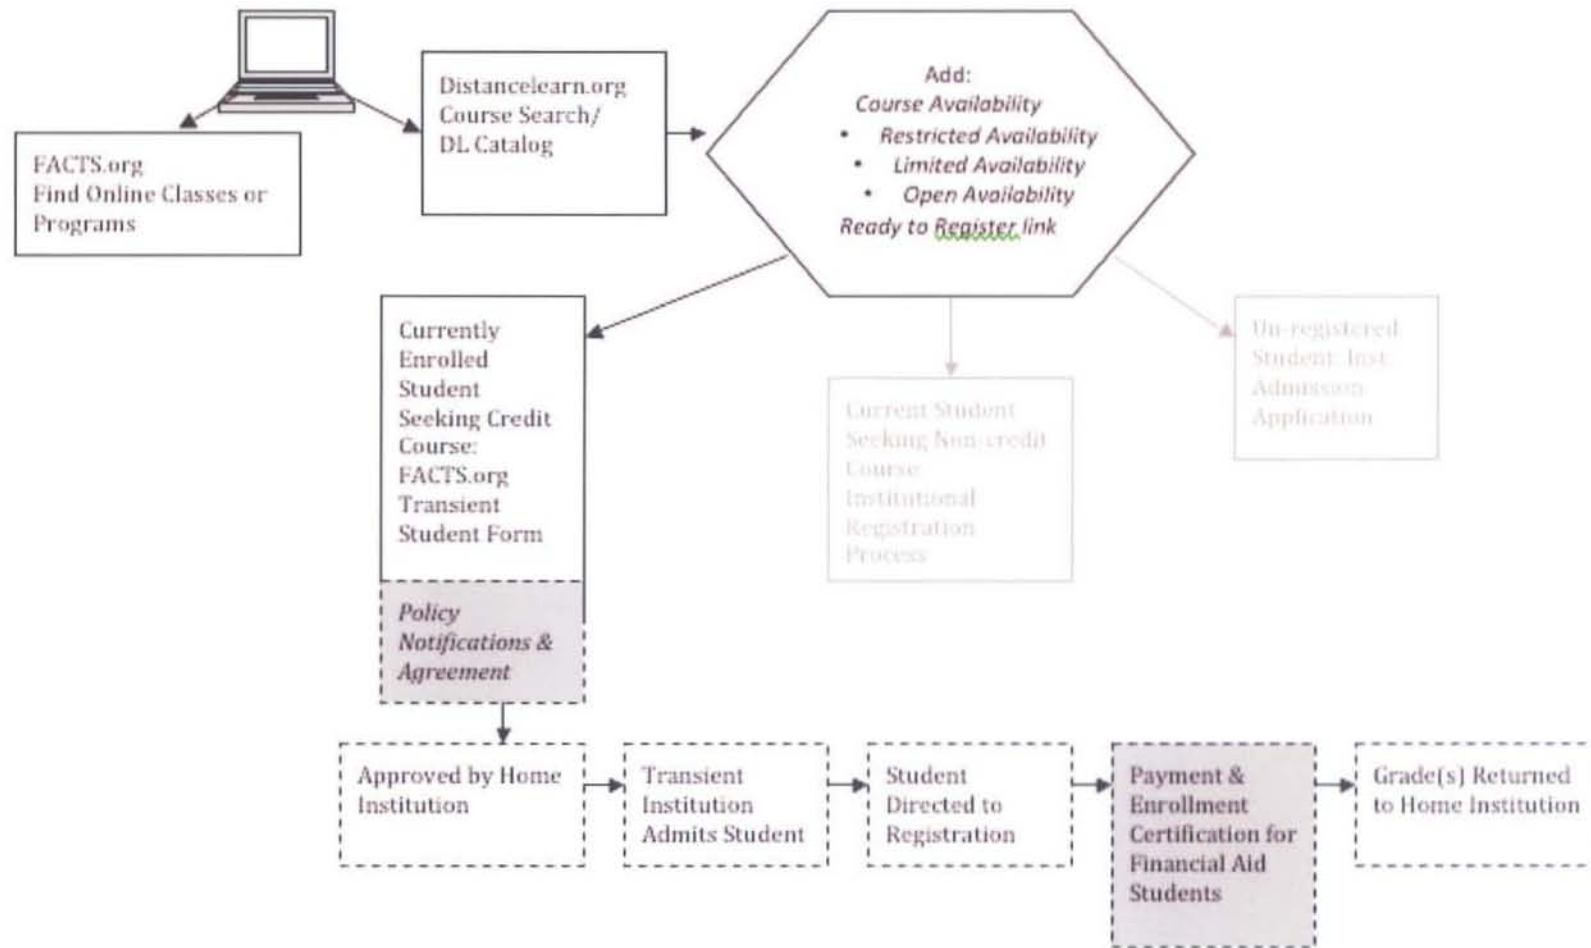 FACTS.org
Find Online Classes or
Programs
Distancelearn.org
Course Search/
DL Catalog
Add:
Course Availability
• Restricted Availability
• Limited Availability
• Open Availability
Ready to Register link
Currently
Enrolled
Student
Seeking Credit
Course:
FACTS.org
Transient
Student Form
Policy
Notifications &
Agreement
Current Student
Seeking Non-credit
Course:
Institutional
Registration
Process
Un-registered
Student: Inst.
Admission
Application
Approved by Home
Institution
Transient
Institution
Admits Student
Student
Directed to
Registration
Payment &
Enrollment
Certification for
Financial Aid
Students
Grade(s) Returned
to Home Institution